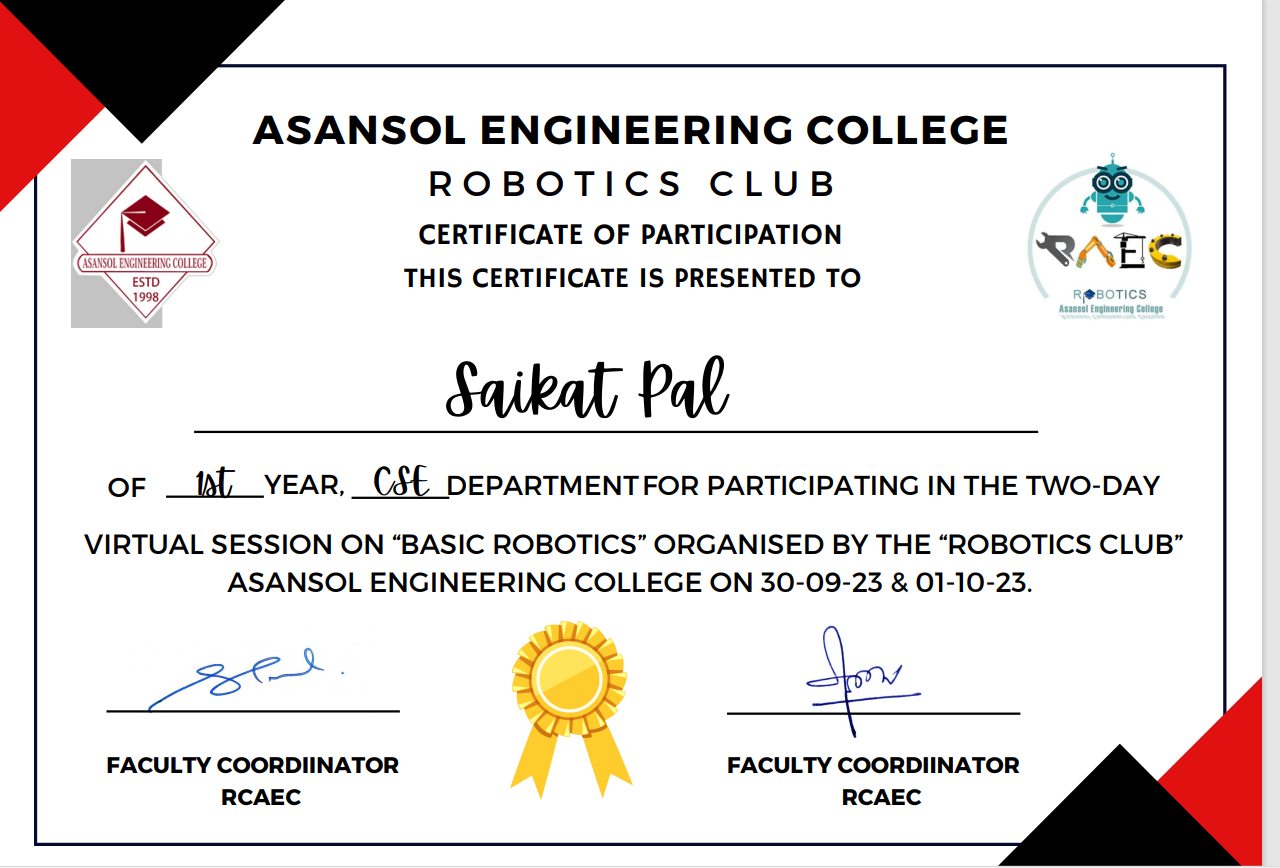 ASANSOL ENGINEERING COLLEGE
ROBOTICS CLUB
CERTIFICATE OF PARTICIPATION
THIS CERTIFICATE IS PRESENTED TO
ASANSOL ENGINEERING COLLEGE
ESTD
1998
RAEC
ROBOTICS
Asansol Engineering College
Saikat Pal
OF 1st YEAR, CSE DEPARTMENT FOR PARTICIPATING IN THE TWO-DAY
VIRTUAL SESSION ON “BASIC ROBOTICS” ORGANISED BY THE “ROBOTICS CLUB”
ASANSOL ENGINEERING COLLEGE ON 30-09-23 & 01-10-23.
FACULTY COORDIINATOR
RCAEC
FACULTY COORDIINATOR
RCAEC